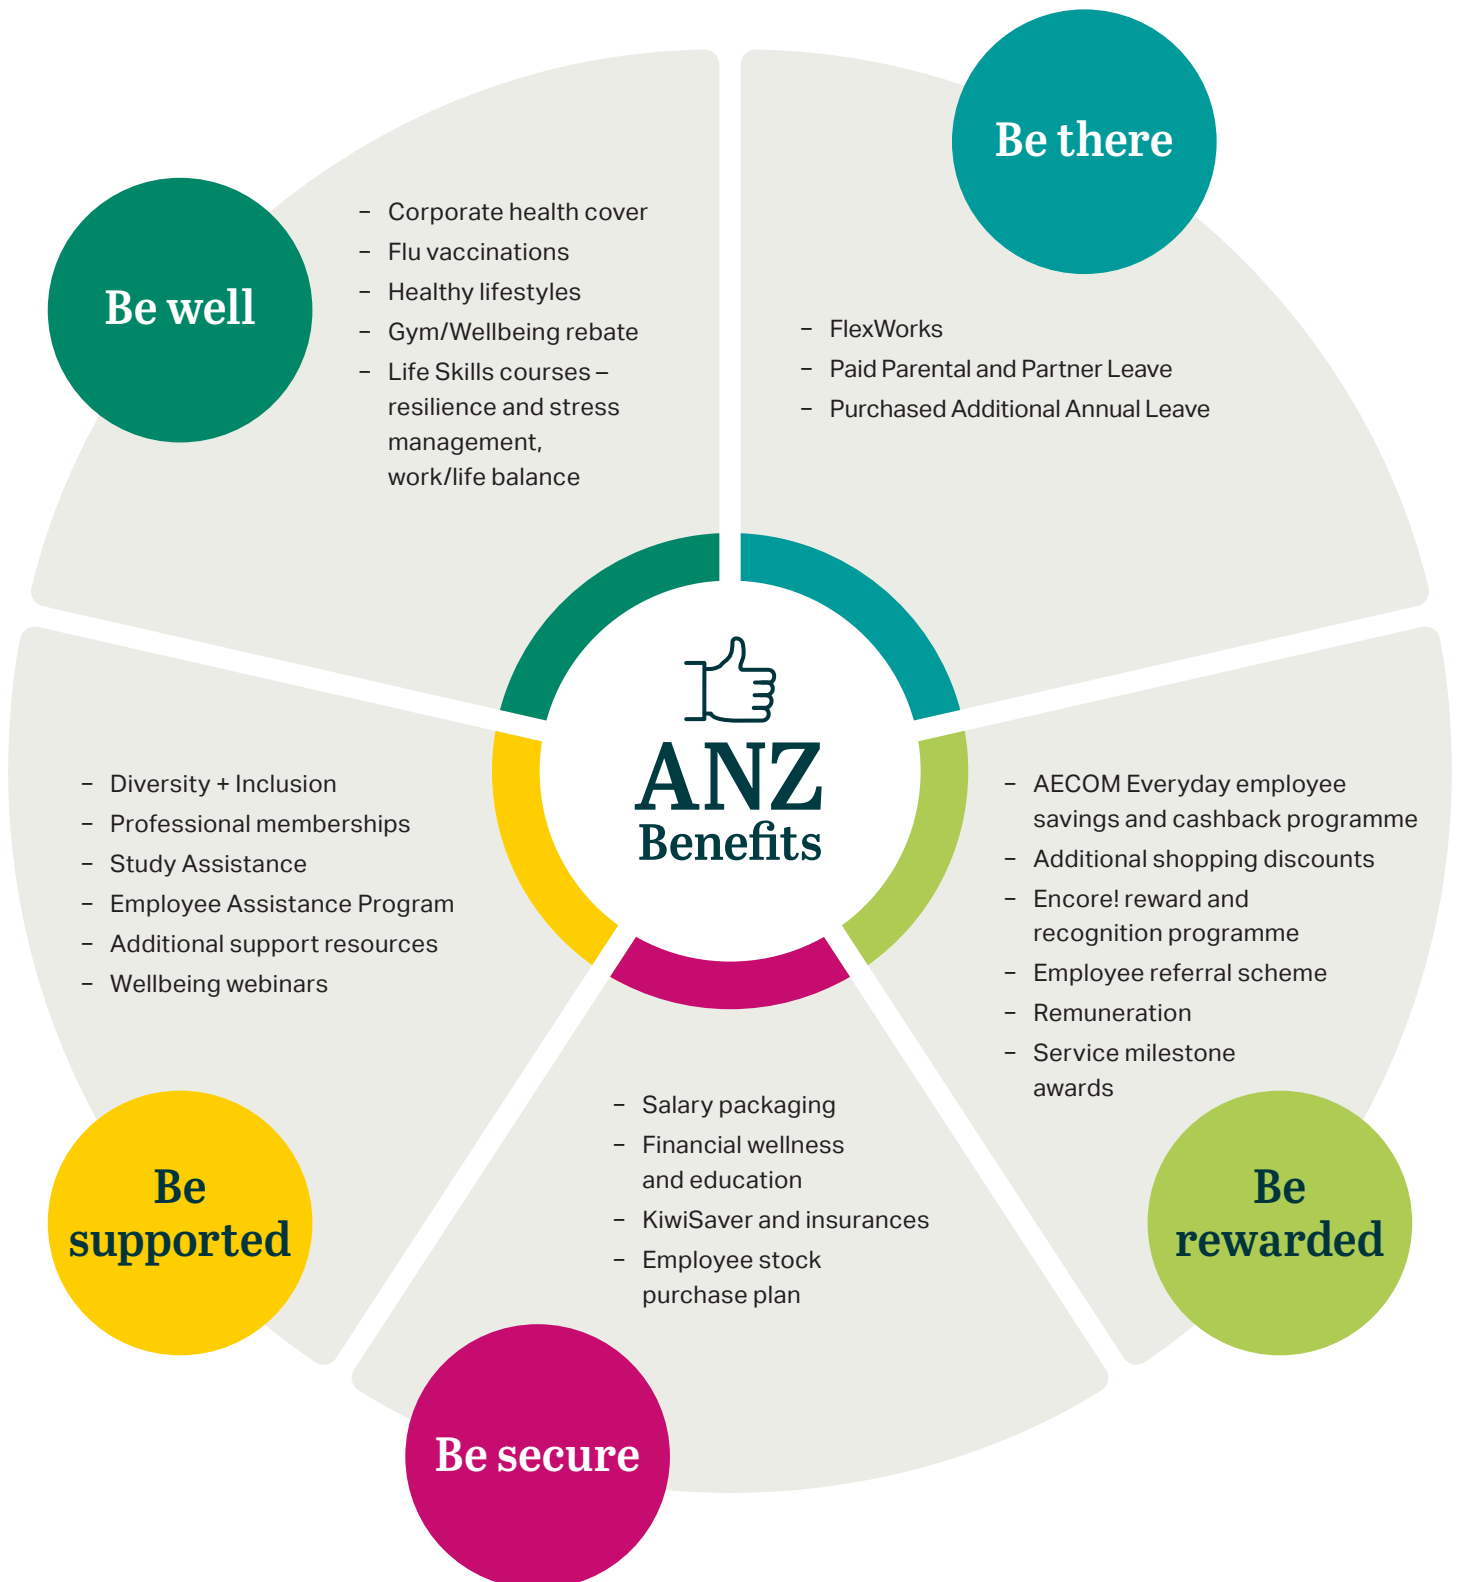 Be there
Be well
– Corporate health cover
– Flu vaccinations
– Healthy lifestyles
– Gym/Wellbeing rebate
– Life Skills courses –
resilience and stress
management,
work/life balance
– FlexWorks
– Paid Parental and Partner Leave
– Purchased Additional Annual Leave
ANZ
Benefits
– Diversity + Inclusion
– Professional memberships
– Study Assistance
– Employee Assistance Program
– Additional support resources
– Wellbeing webinars
– AECOM Everyday employee
savings and cashback programme
– Additional shopping discounts
– Encore! reward and
recognition programme
– Employee referral scheme
– Remuneration
– Service milestone
awards
– Salary packaging
– Financial wellness
and education
– KiwiSaver and insurances
– Employee stock
purchase plan
Be
supported
Be
rewarded
Be secure